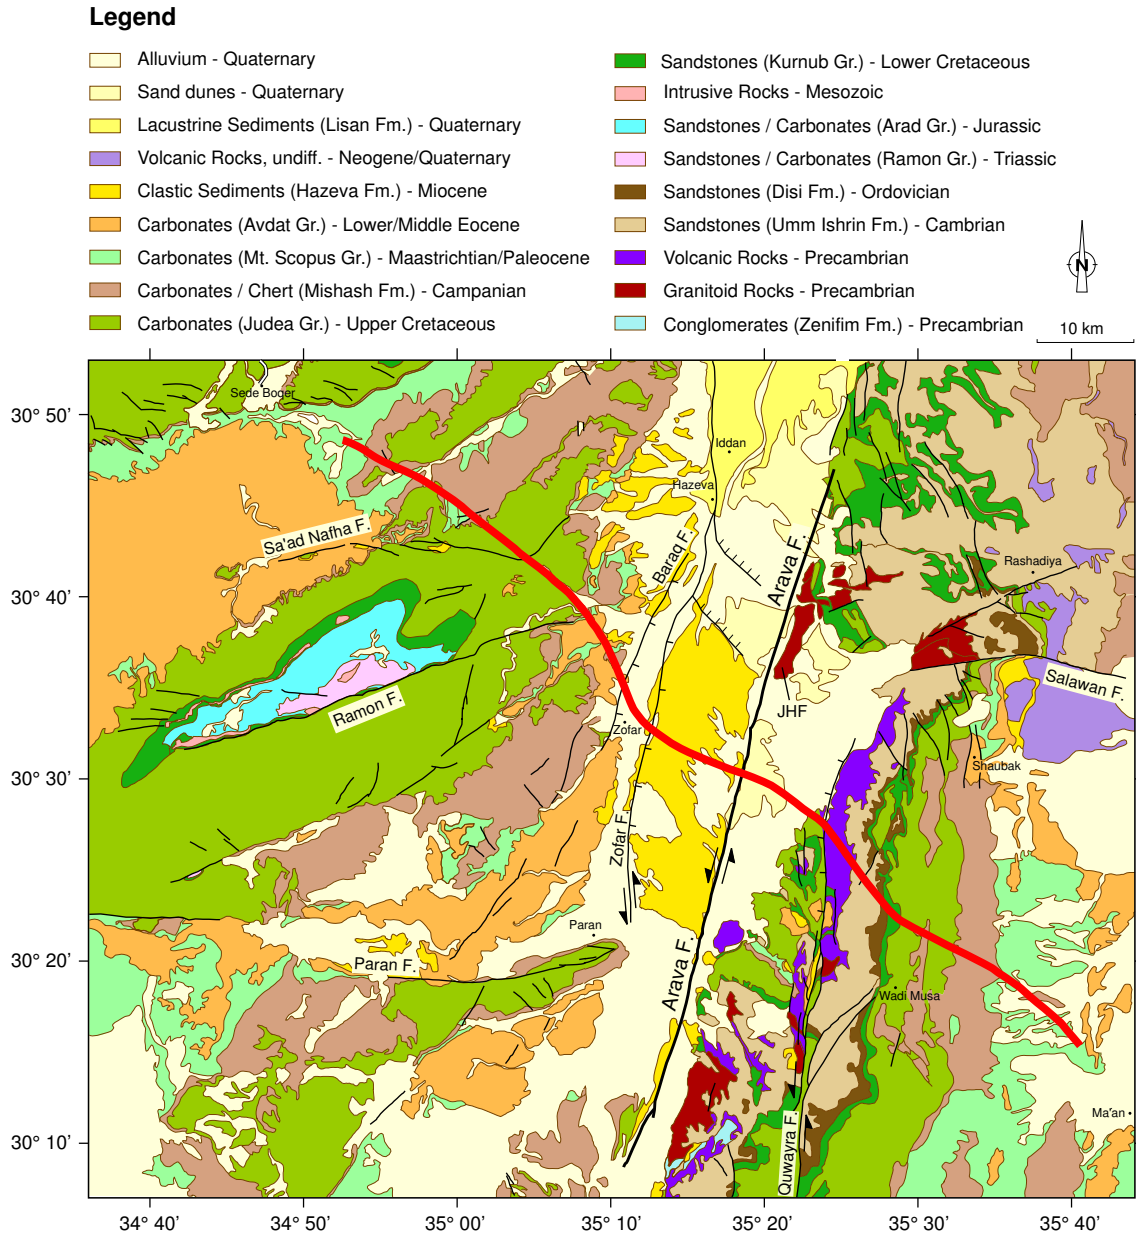 Legend
Alluvium - Quaternary
Sand dunes - Quaternary
Lacustrine Sediments (Lisan Fm.) - Quaternary
Volcanic Rocks, undiff. - Neogene/Quaternary
Clastic Sediments (Hazeva Fm.) - Miocene
Carbonates (Avdat Gr.) - Lower/Middle Eocene
Carbonates (Mt. Scopus Gr.) - Maastrichtian/Paleocene
Carbonates / Chert (Mishash Fm.) - Campanian
Carbonates (Judea Gr.) - Upper Cretaceous
Sandstones (Kurnub Gr.) - Lower Cretaceous
Intrusive Rocks - Mesozoic
Sandstones / Carbonates (Arad Gr.) - Jurassic
Sandstones / Carbonates (Ramon Gr.) - Triassic
Sandstones (Disi Fm.) - Ordovician
Sandstones (Umm Ishrin Fm.) - Cambrian
Volcanic Rocks - Precambrian
Granitoid Rocks - Precambrian
Conglomerates (Zenifim Fm.) - Precambrian
N
10 km
30° 50'
30° 40'
30° 30'
30° 20'
30° 10'
Sede Boqer
Iddan
Hazeva
Sa'ad Nafha F.
Baraq F.
Arava F.
Rashadiya
Ramon F.
JHF
Salawan F.
Zofar
Shaubak
Zofar F.
Paran
Paran F.
Arava F.
Wadi Musa
Ma'an
Quwayra F.
34° 40'
34° 50'
35° 00'
35° 10'
35° 20'
35° 30'
35° 40'